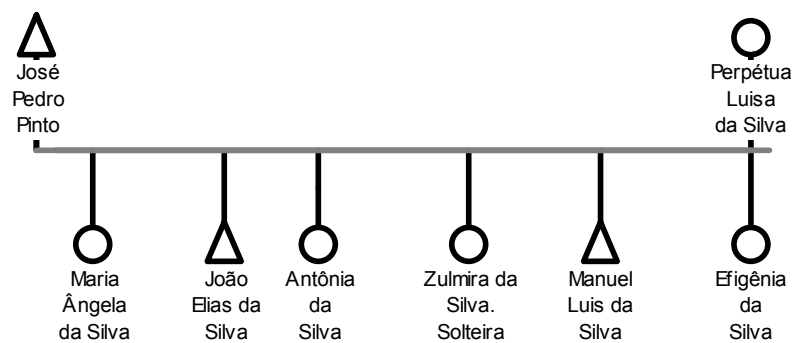 José
Pedro
Pinto
Perpétua
Luisa
da Silva
Maria
Ângela
da Silva
João
Elias da
Silva
Antônia
da
Silva
Zulmira da
Silva.
Solteira
Manuel
Luis da
Silva
Efigênia
da
Silva